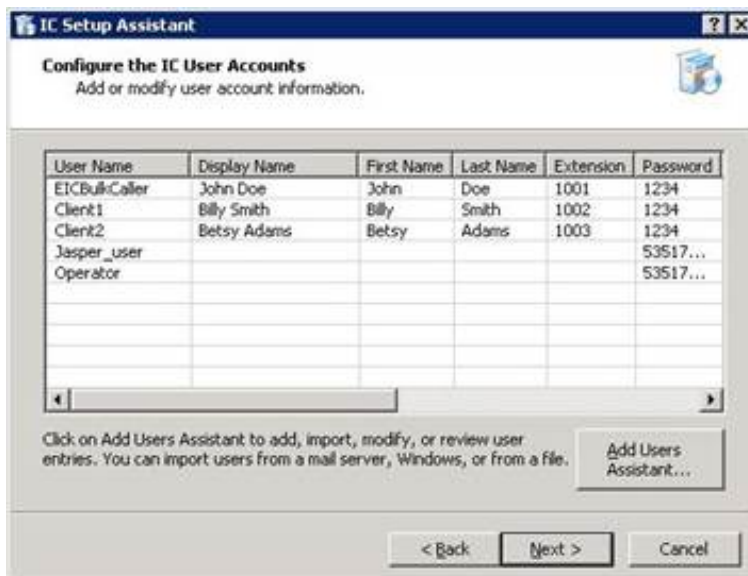 IC Setup Assistant
Configure the IC User Accounts
Add or modify user account information.
User Name Display Name First Name Last Name Extension Password
EICBulkCaller John Doe John Doe 1001 1234
Client1 Billy Smith Billy Smith 1002 1234
Client2 Betsy Adams Betsy Adams 1003 1234
Jasper_user 53517...
Operator 53517...
Click on Add Users Assistant to add, import, modify, or review user
entries. You can import users from a mail server, Windows, or from a file.
Add Users
Assistant...
< Back Next > Cancel